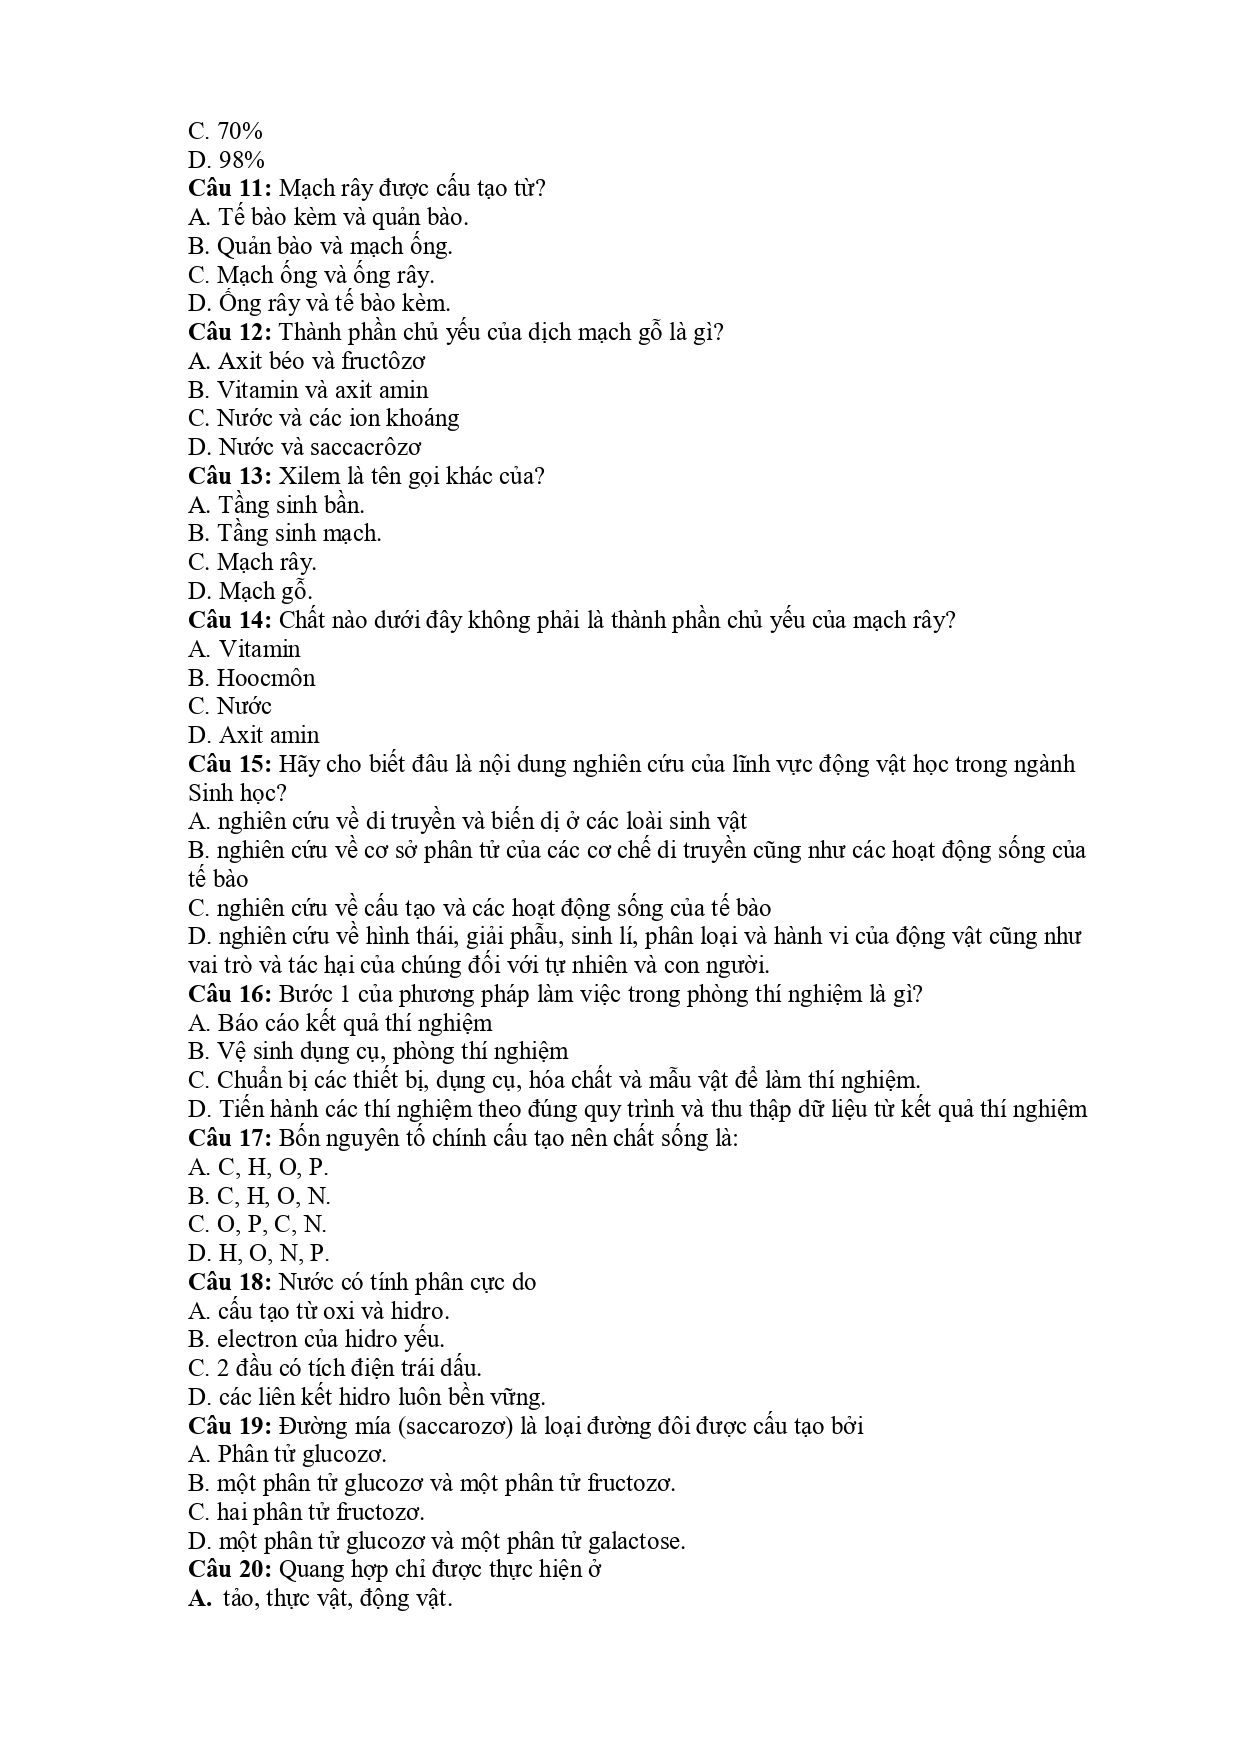 C. 70%
D. 98%
Câu 11: Mạch rây được cấu tạo từ?
A. Tế bào kèm và quản bào.
B. Quản bào và mạch ống.
C. Mạch ống và ống rây.
D. Ống rây và tế bào kèm.
Câu 12: Thành phần chủ yếu của dịch mạch gỗ là gì?
A. Axit béo và fructôzơ
B. Vitamin và axit amin
C. Nước và các ion khoáng
D. Nước và saccacrôzơ
Câu 13: Xilem là tên gọi khác của?
A. Tầng sinh bần.
B. Tầng sinh mạch.
C. Mạch rây.
D. Mạch gỗ.
Câu 14: Chất nào dưới đây không phải là thành phần chủ yếu của mạch rây?
A. Vitamin
B. Hoocmôn
C. Nước
D. Axit amin
Câu 15: Hãy cho biết đâu là nội dung nghiên cứu của lĩnh vực động vật học trong ngành
Sinh học?
A. nghiên cứu về di truyền và biến dị ở các loài sinh vật
B. nghiên cứu về cơ sở phân tử của các cơ chế di truyền cũng như các hoạt động sống của
tế bào
C. nghiên cứu về cấu tạo và các hoạt động sống của tế bào
D. nghiên cứu về hình thái, giải phẫu, sinh lí, phân loại và hành vi của động vật cũng như
vai trò và tác hại của chúng đối với tự nhiên và con người.
Câu 16: Bước 1 của phương pháp làm việc trong phòng thí nghiệm là gì?
A. Báo cáo kết quả thí nghiệm
B. Vệ sinh dụng cụ, phòng thí nghiệm
C. Chuẩn bị các thiết bị, dụng cụ, hóa chất và mẫu vật để làm thí nghiệm.
D. Tiến hành các thí nghiệm theo đúng quy trình và thu thập dữ liệu từ kết quả thí nghiệm
Câu 17: Bốn nguyên tố chính cấu tạo nên chất sống là:
A. C, H, O, P.
B. C, H, O, N.
C. O, P, C, N.
D. H, O, N, P.
Câu 18: Nước có tính phân cực do
A. cấu tạo từ oxi và hidro.
B. electron của hidro yếu.
C. 2 đầu có tích điện trái dấu.
D. các liên kết hidro luôn bền vững.
Câu 19: Đường mía (saccarozơ) là loại đường đôi được cấu tạo bởi
A. Phân tử glucozơ.
B. một phân tử glucozơ và một phân tử fructozơ.
C. hai phân tử fructozơ.
D. một phân tử glucozơ và một phân tử galactose.
Câu 20: Quang hợp chỉ được thực hiện ở
A. tảo, thực vật, động vật.